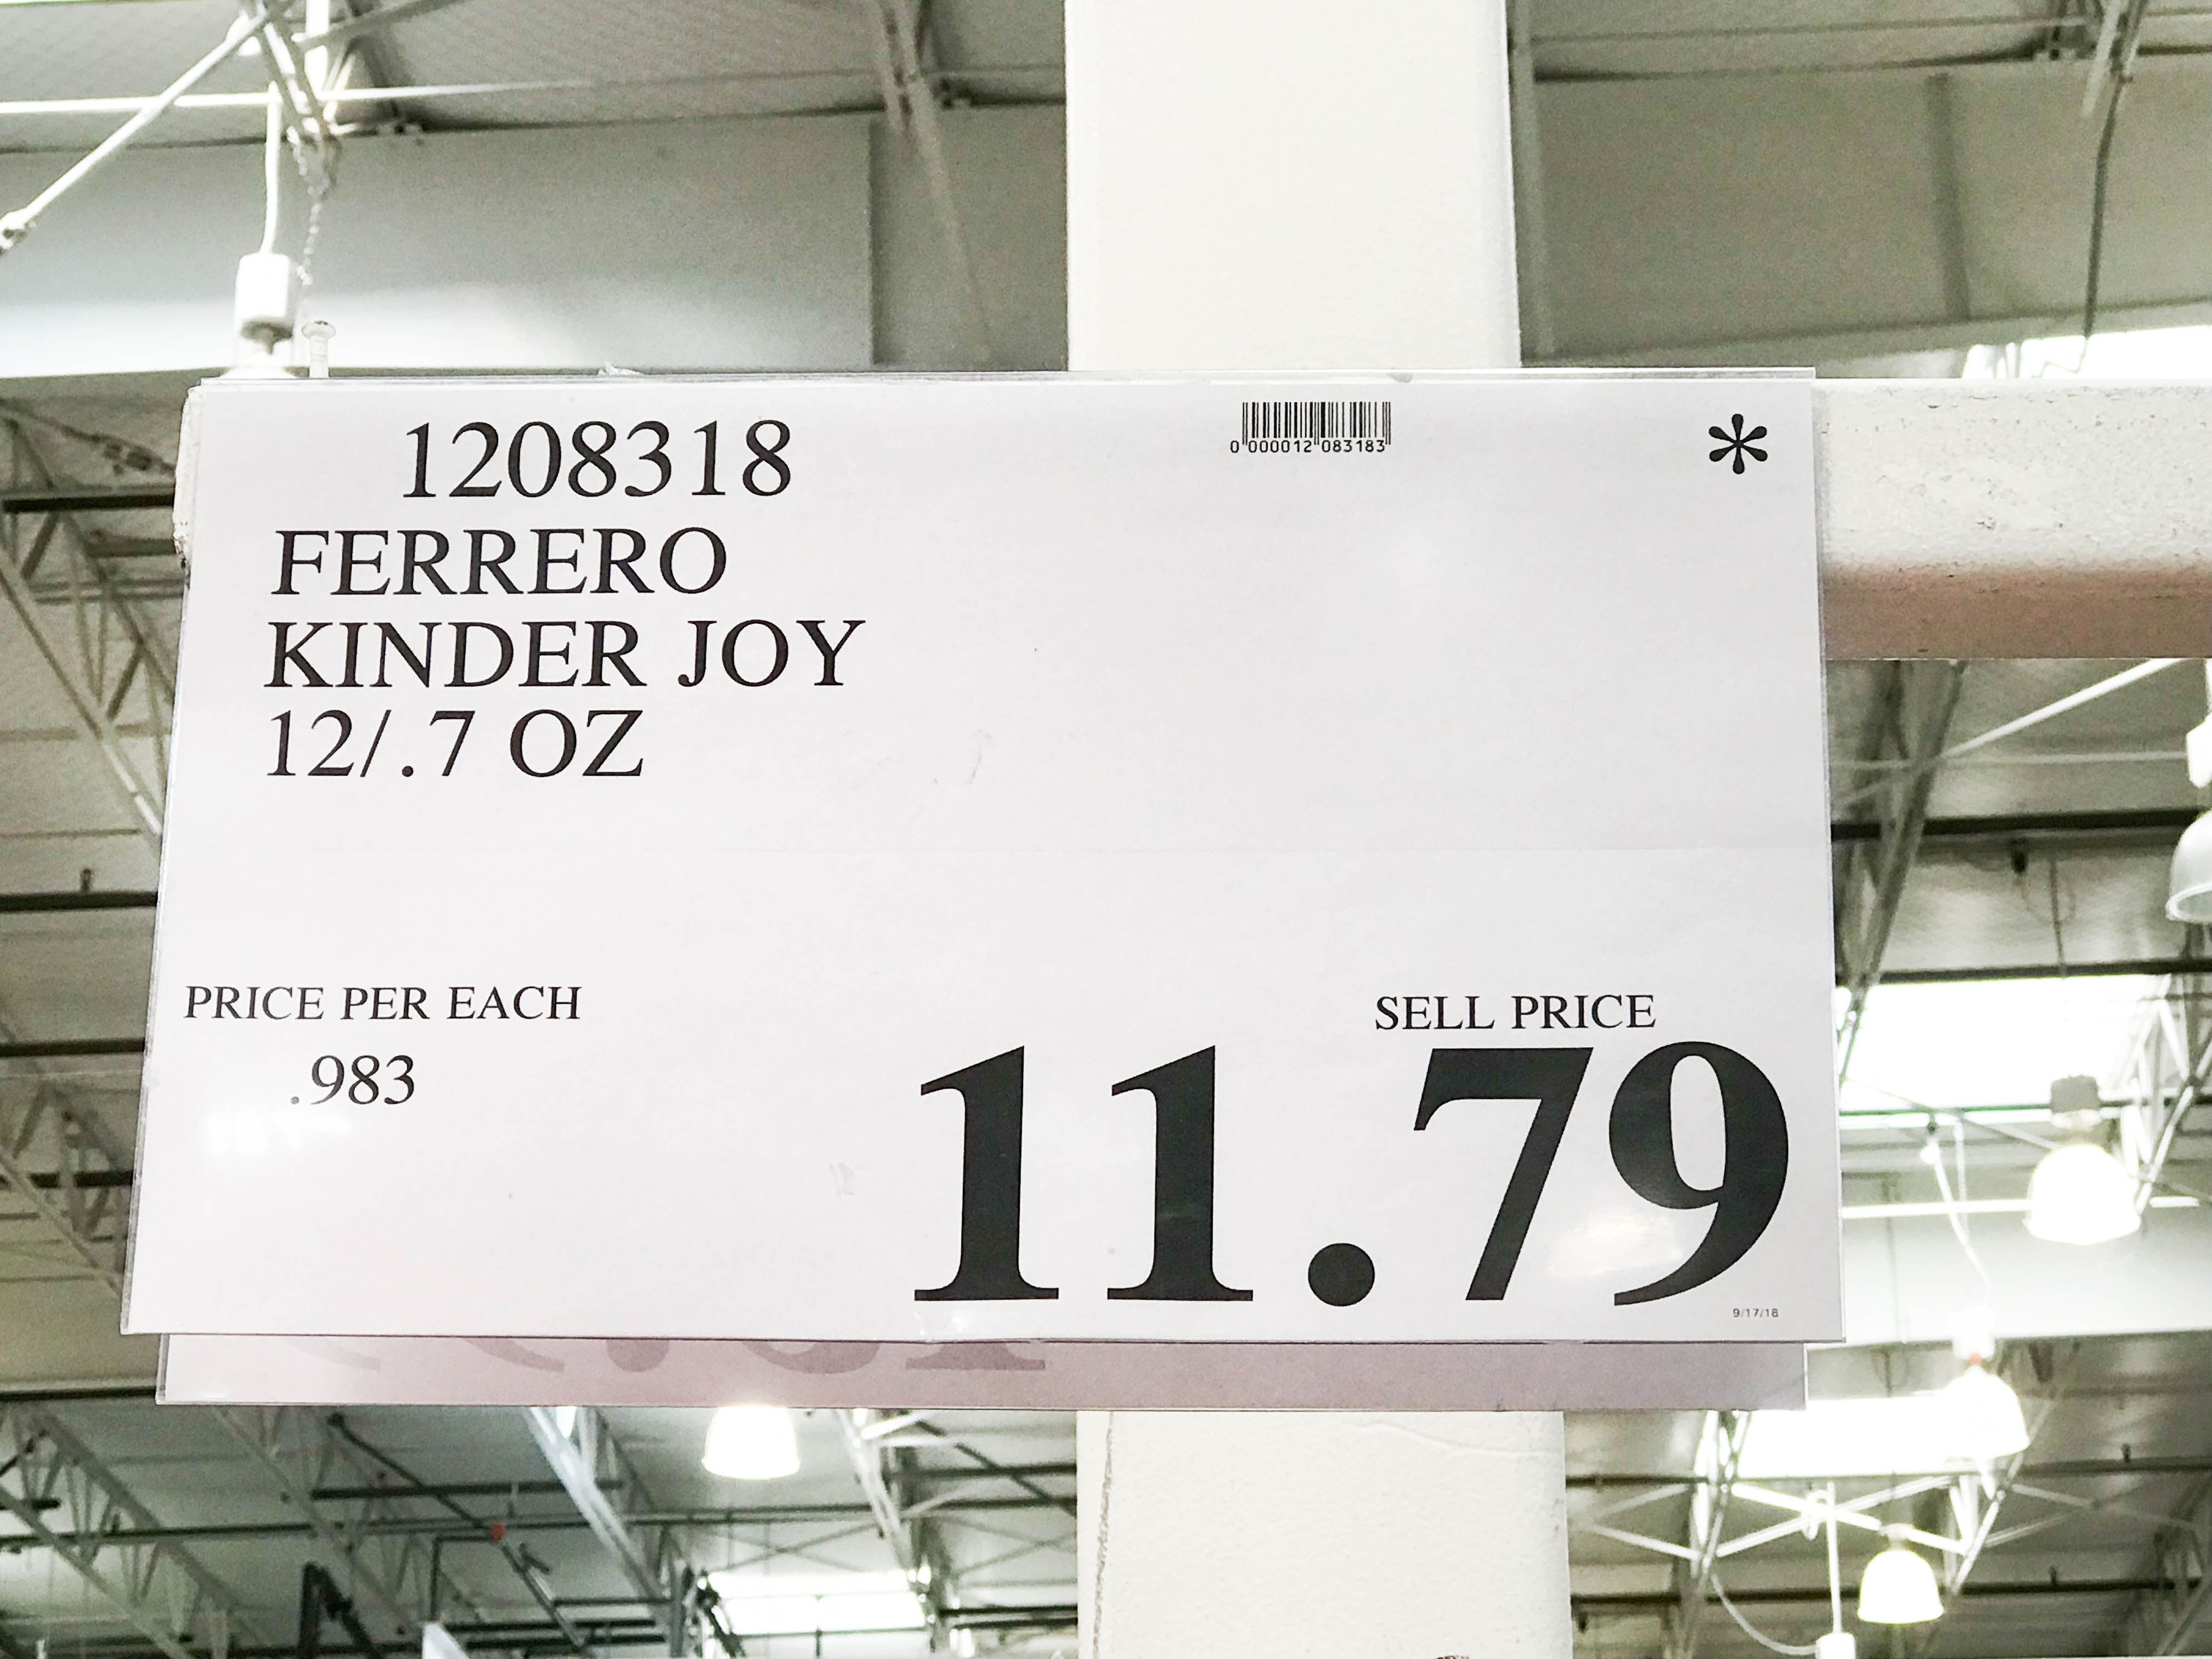 1208318
0 000012 083183
*
FERRERO
KINDER JOY
12/.7 OZ
PRICE PER EACH
.983
SELL PRICE
11.79
9/17/18